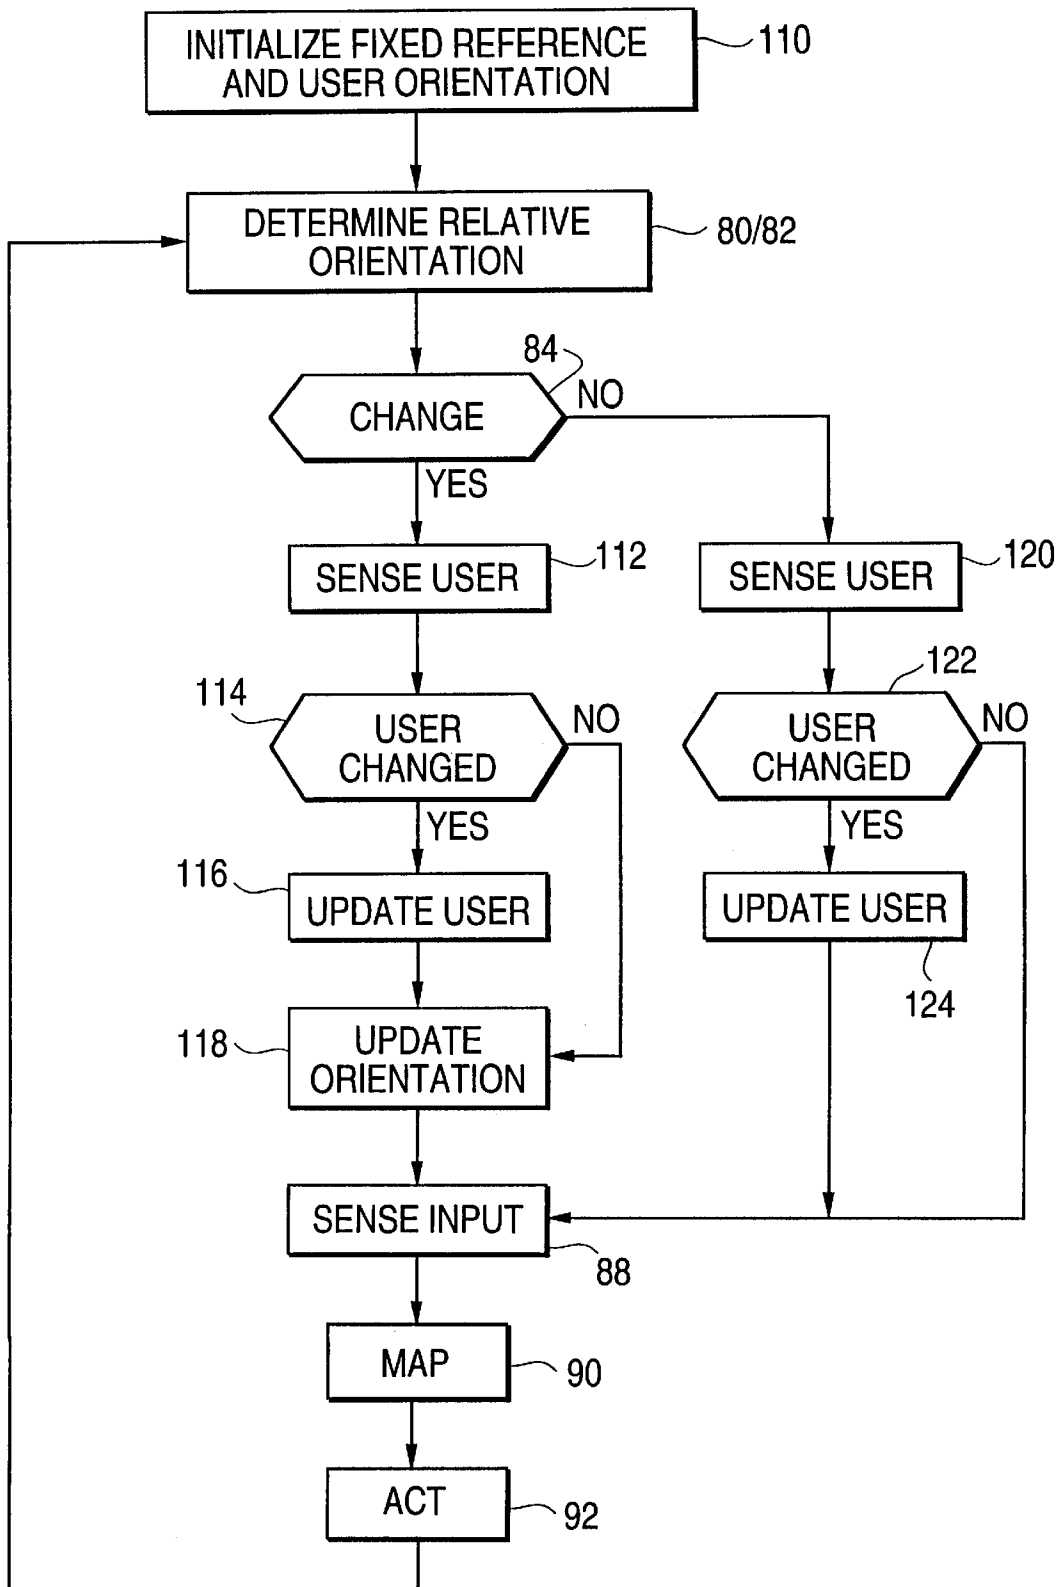 INITIALIZE FIXED REFERENCE
AND USER ORIENTATION
110
DETERMINE RELATIVE
ORIENTATION
80/82
84
CHANGE
NO
YES
SENSE USER
112
SENSE USER
120
114
USER
CHANGED
NO
YES
122
USER
CHANGED
NO
YES
116
UPDATE USER
UPDATE USER
124
118
UPDATE
ORIENTATION
SENSE INPUT
88
MAP
90
ACT
92